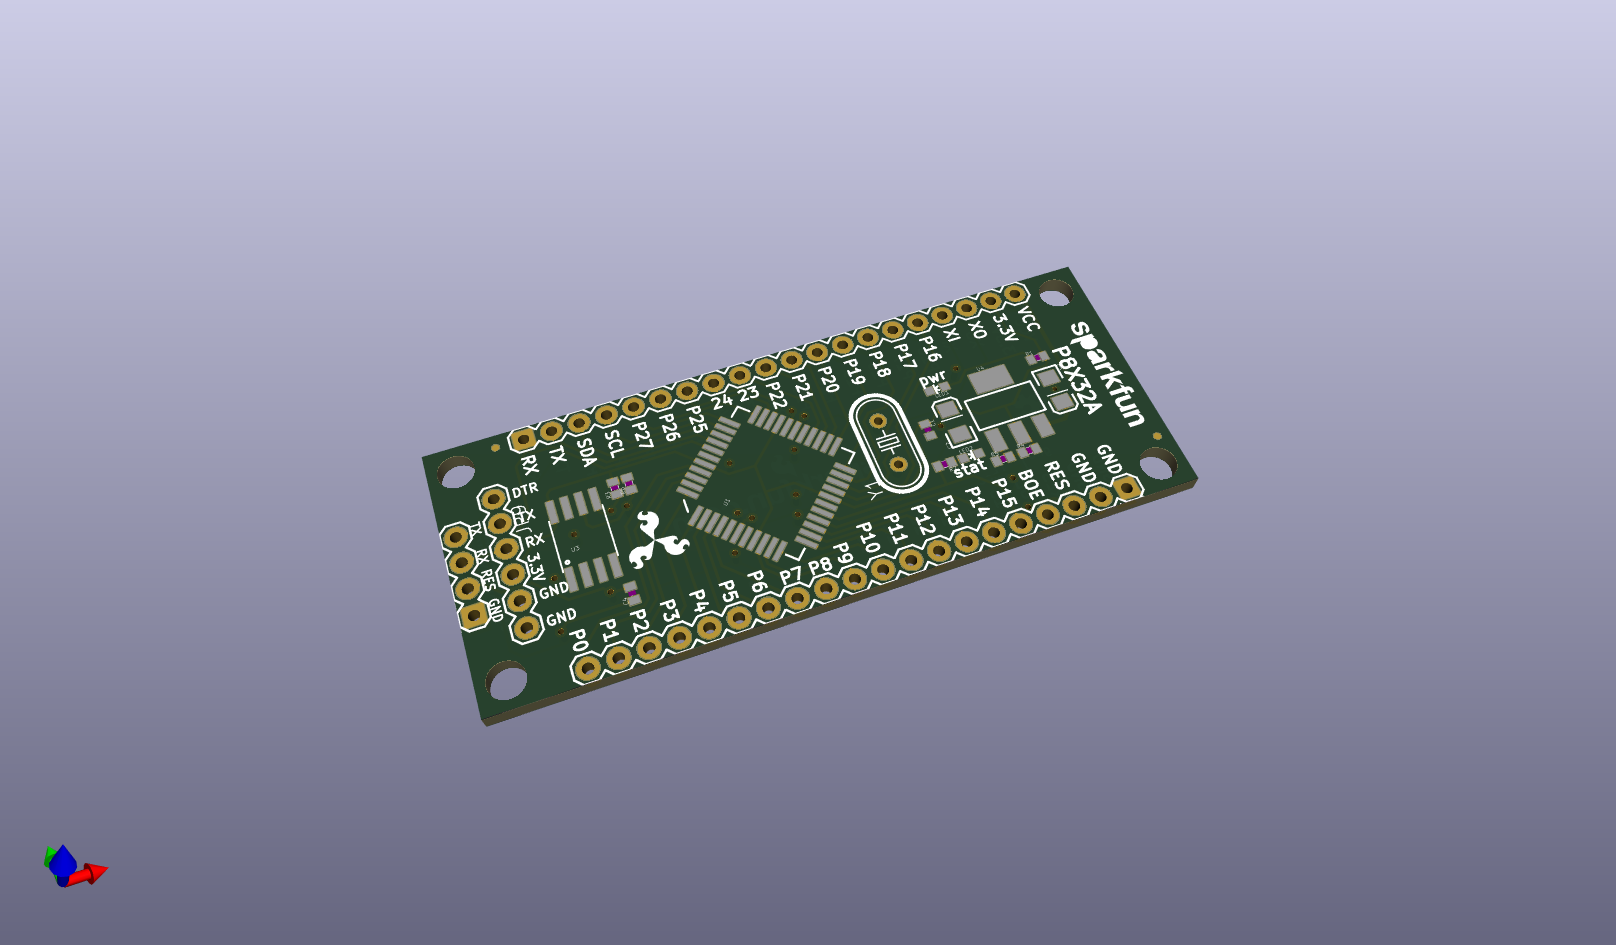 RX
TX
SDA
SCL
P27
P26
P25
24
23
P22
P21
P20
P19
P18
P17
P16
XI
XO
3.3V
VCC
sparkfun
P8X32A
pwr
stat
Y1
DTR
RX
3.3V
GND
GND
TX
RX
RES
GND
P0
P1
P2
P3
P4
P5
P6
P7
P8
P9
P10
P11
P12
P13
P14
P15
BOE
RES
GND
GND